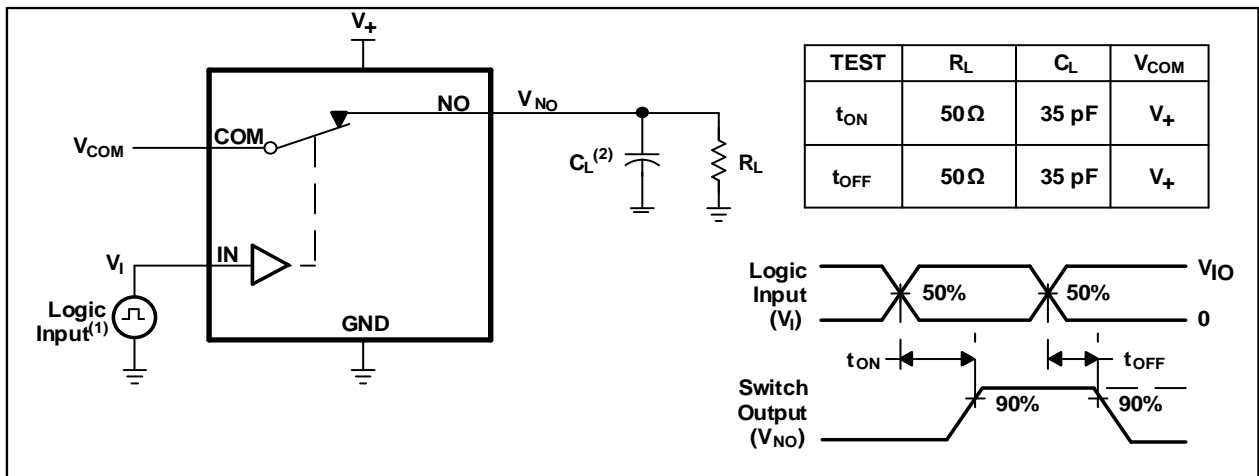 V+
NO
VNO
COM
VCOM
CL(2)
RL
VI
IN
Logic
Input(1)
GND
TEST RL CL VCOM
tON 50Ω 35 pF V+
tOFF 50Ω 35 pF V+
Logic
Input
(VI)
50%
50%
VIO
0
tON
tOFF
Switch
Output
(VNO)
90%
90%